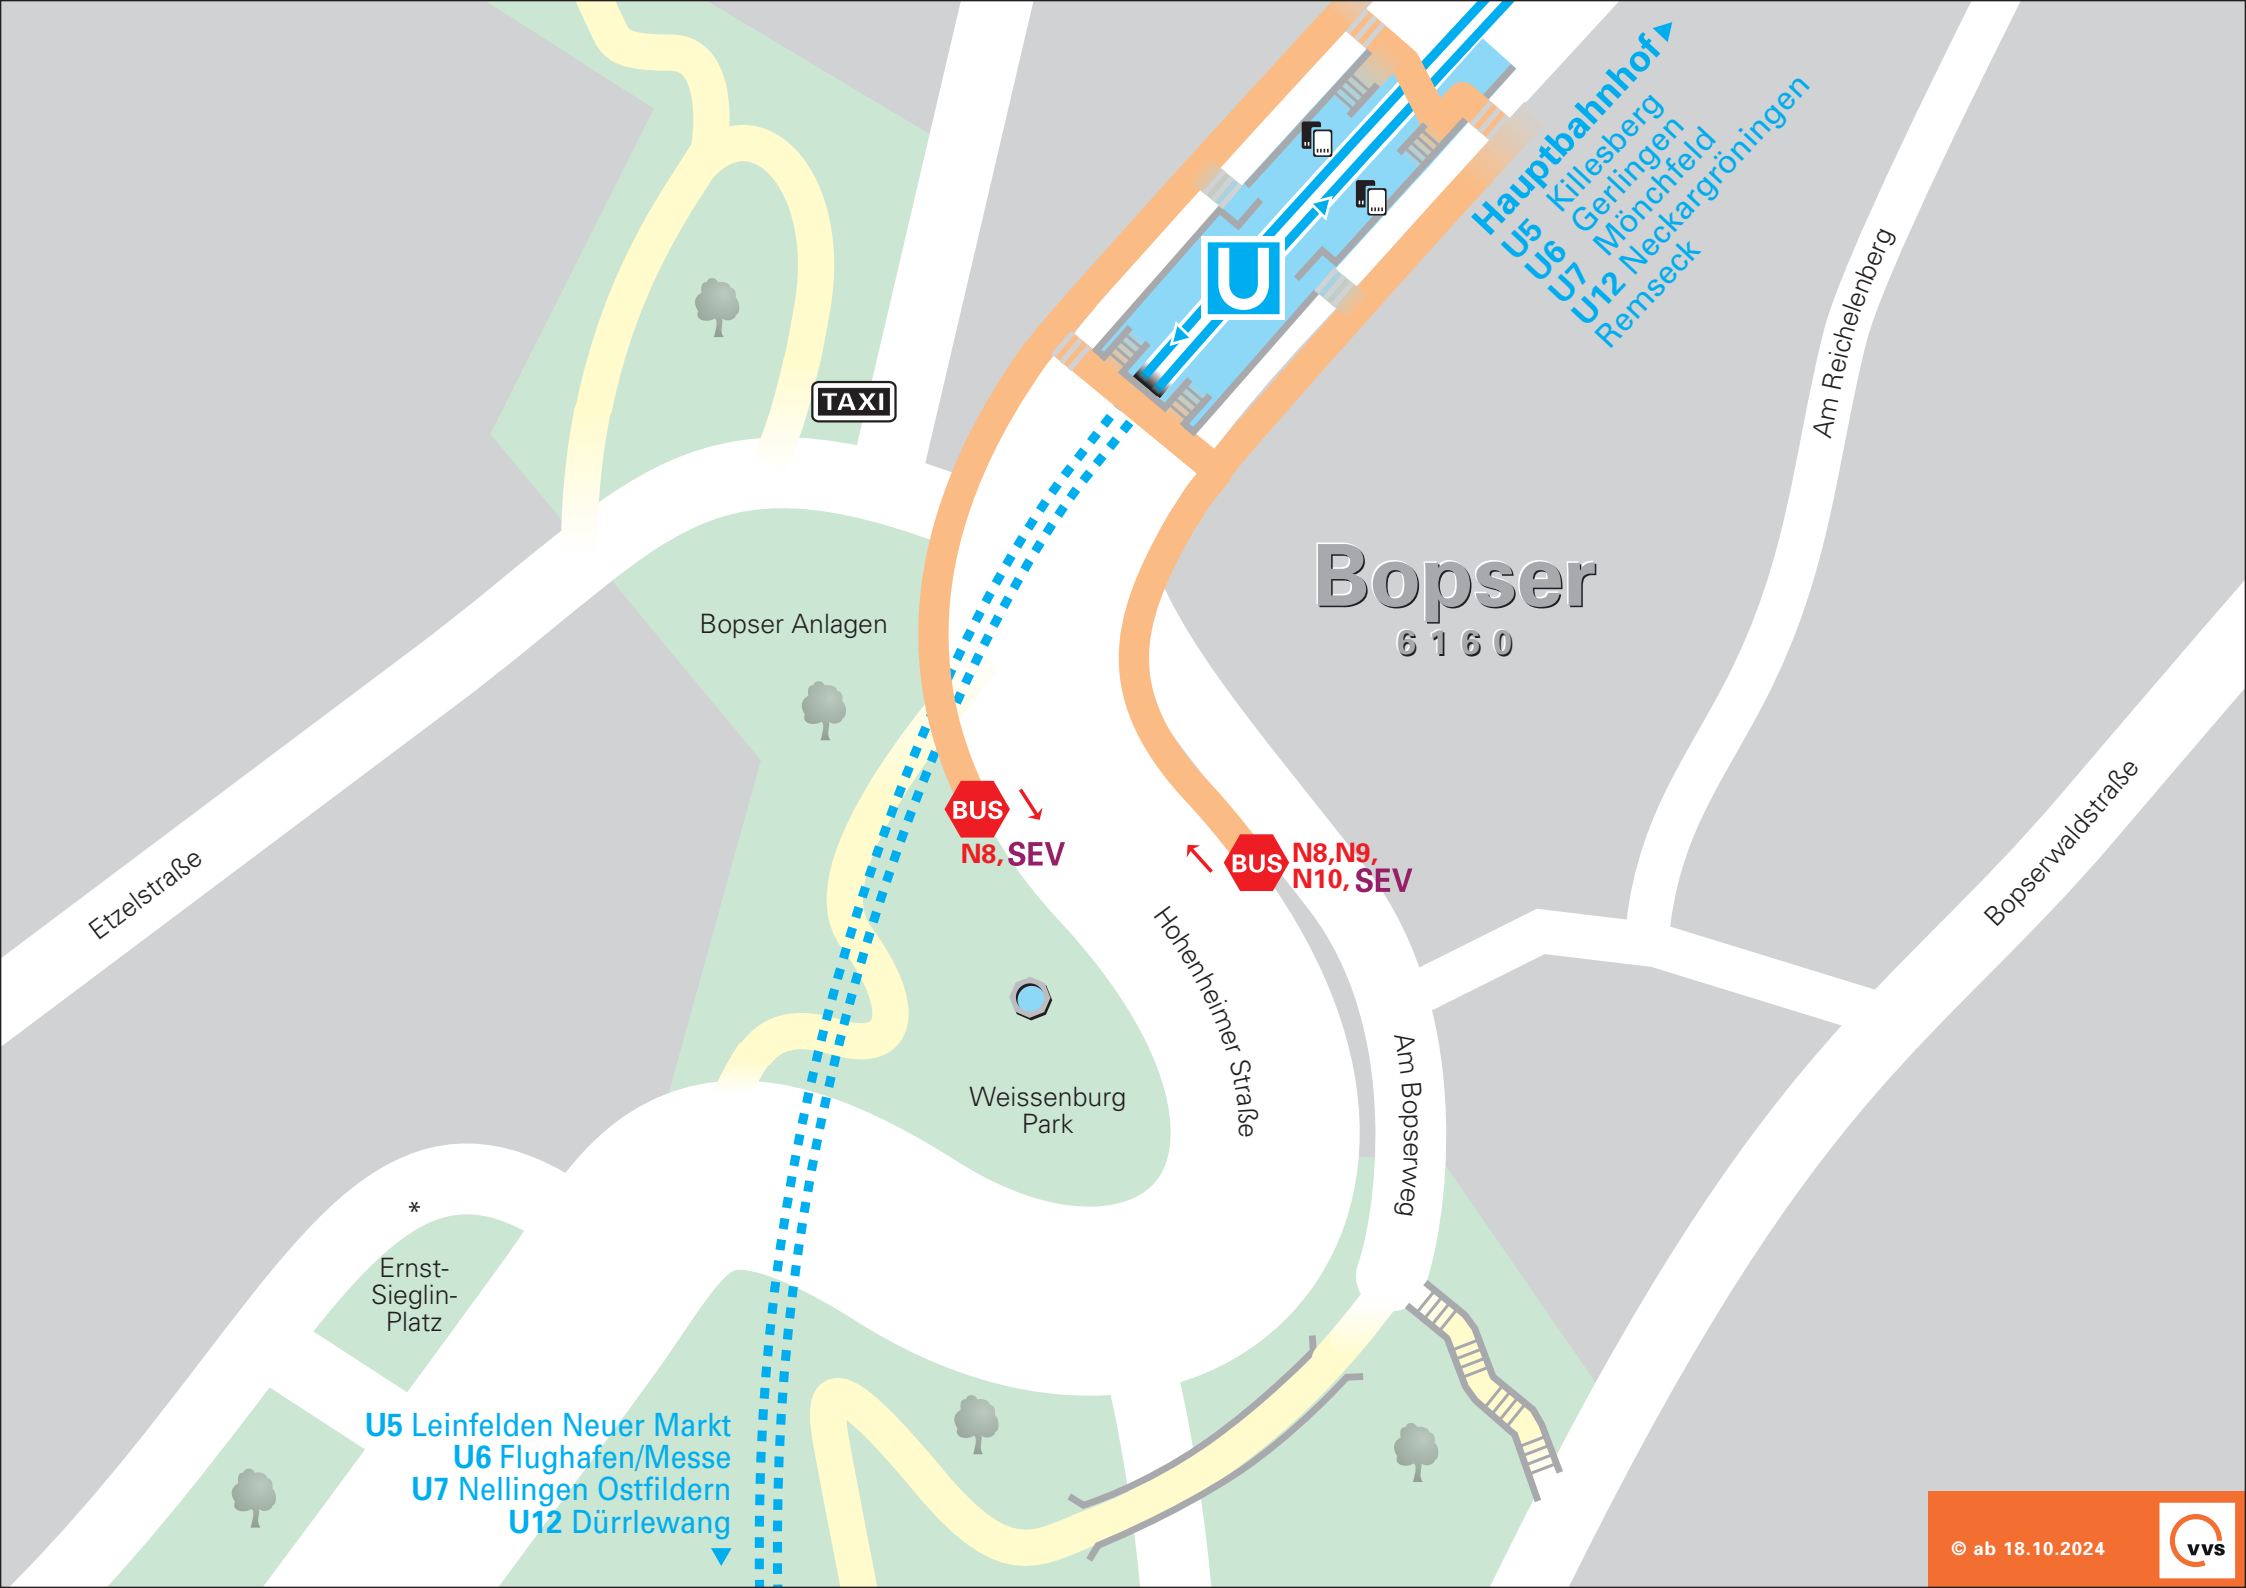 Hauptbahnhof
U5 Killesberg
U6 Gerlingen
U7 Mönchfeld
U12 Neckargröningen
Remseck
Am Reichelenberg
TAXI
U
Bopser
6160
Bopser Anlagen
Etzelstraße
Bopserwaldstraße
BUS
N8, SEV
BUS
N8,N9,
N10, SEV
Hohenheimer Straße
Am Bopserweg
Weissenburg
Park
*
Ernst-
Sieglin-
Platz
U5 Leinfelden Neuer Markt
U6 Flughafen/Messe
U7 Nellingen Ostfildern
U12 Dürrlewang
© ab 18.10.2024
vvs